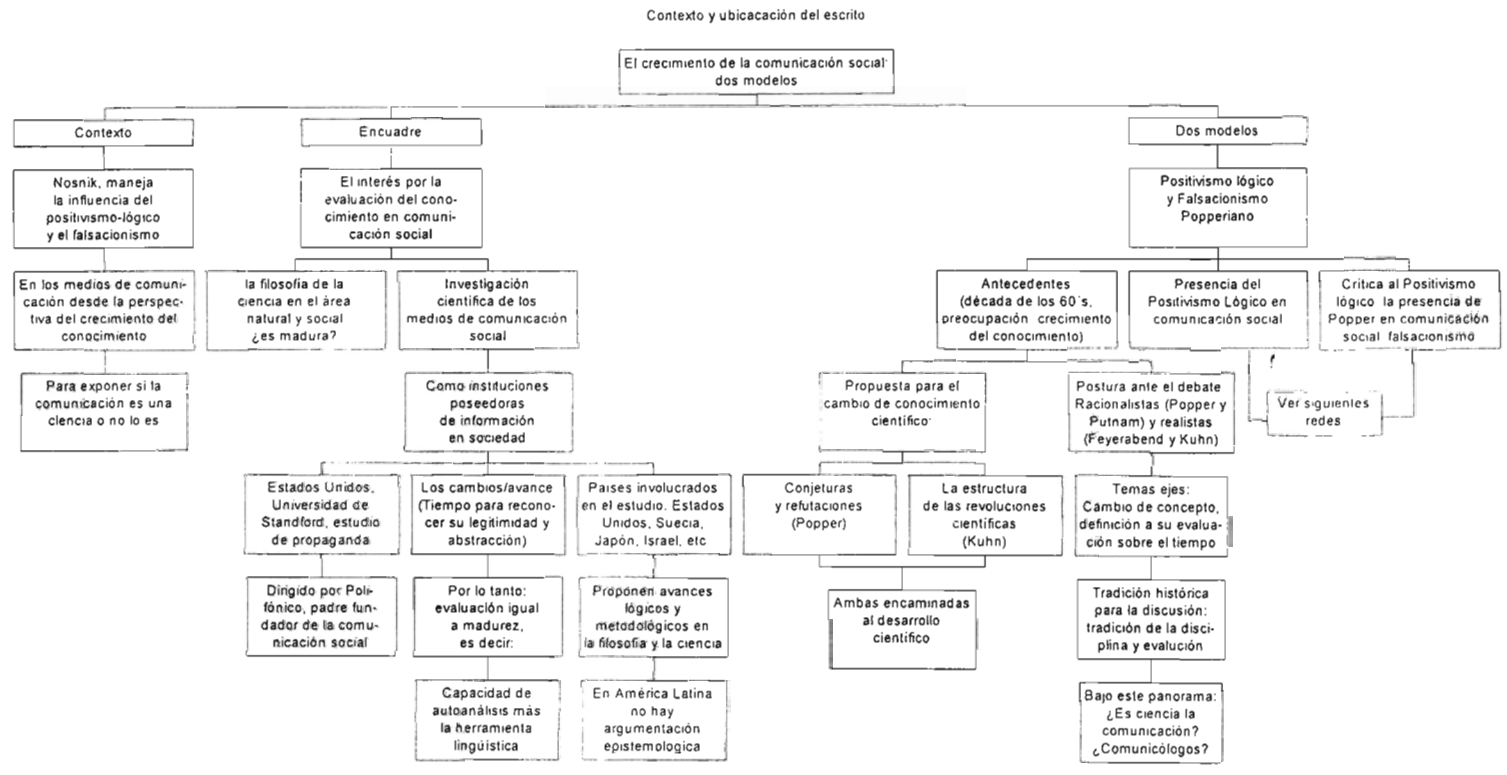 Contexto y ubicacación del escrito
El crecimiento de la comunicación social:
dos modelos
Contexto
Encuadre
Dos modelos
Nosnik, maneja
la influencia del
positivismo-lógico
y el falsacionismo
El interés por la
evaluación del cono-
cimiento en comuni-
cación social
Positivismo lógico
y Falsacionismo
Popperiano
En los medios de comuni-
cación desde la perspec-
tiva del crecimiento del
conocimiento
la filosofía de la
ciencia en el área
natural y social
¿es madura?
Investigación
científica de los
medios de comunicación
social
Antecedentes
(década de los 60´s,
preocupación crecimiento
del conocimiento)
Presencia del
Positivismo Lógico en
comunicación social
Critica al Positivismo
lógico la presencia de
Popper en comunicación
social falsacionismo
Para exponer si la
comunicación es una
ciencia o no lo es
Como instituciones
poseedoras
de información
en sociedad
Propuesta para el
cambio de conocimiento
científico:
Postura ante el debate
Racionalistas (Popper y
Putnam) y realistas
(Feyerabend y Kuhn)
Ver siguientes
redes
Estados Unidos,
Universidad de
Standford, estudio
de propaganda
Los cambios/avance
(Tiempo para recono-
cer su legitimidad y
abstracción)
Paises involucrados
en el estudio. Estados
Unidos, Suecia,
Japón, Israel, etc
Conjeturas
y refutaciones
(Popper)
La estructura
de las revoluciones
científicas
(Kuhn)
Temas ejes:
Cambio de concepto,
definición a su evalua-
ción sobre el tiempo
Dirigido por Poli-
fónico, padre fun-
dador de la comu-
nicación social
Por lo tanto:
evaluación igual
a madurez,
es decir:
Proponen avances
lógicos y
metodológicos en
la filosofía y la ciencia
Ambas encaminadas
al desarrollo
científico
Tradición histórica
para la discusión:
tradición de la disci-
plina y evalución
Capacidad de
autoanálisis más
la herramienta
lingüística
En América Latina
no hay
argumentación
epistemologica
Bajo este panorama:
¿Es ciencia la
comunicación?
¿Comunicólogos?